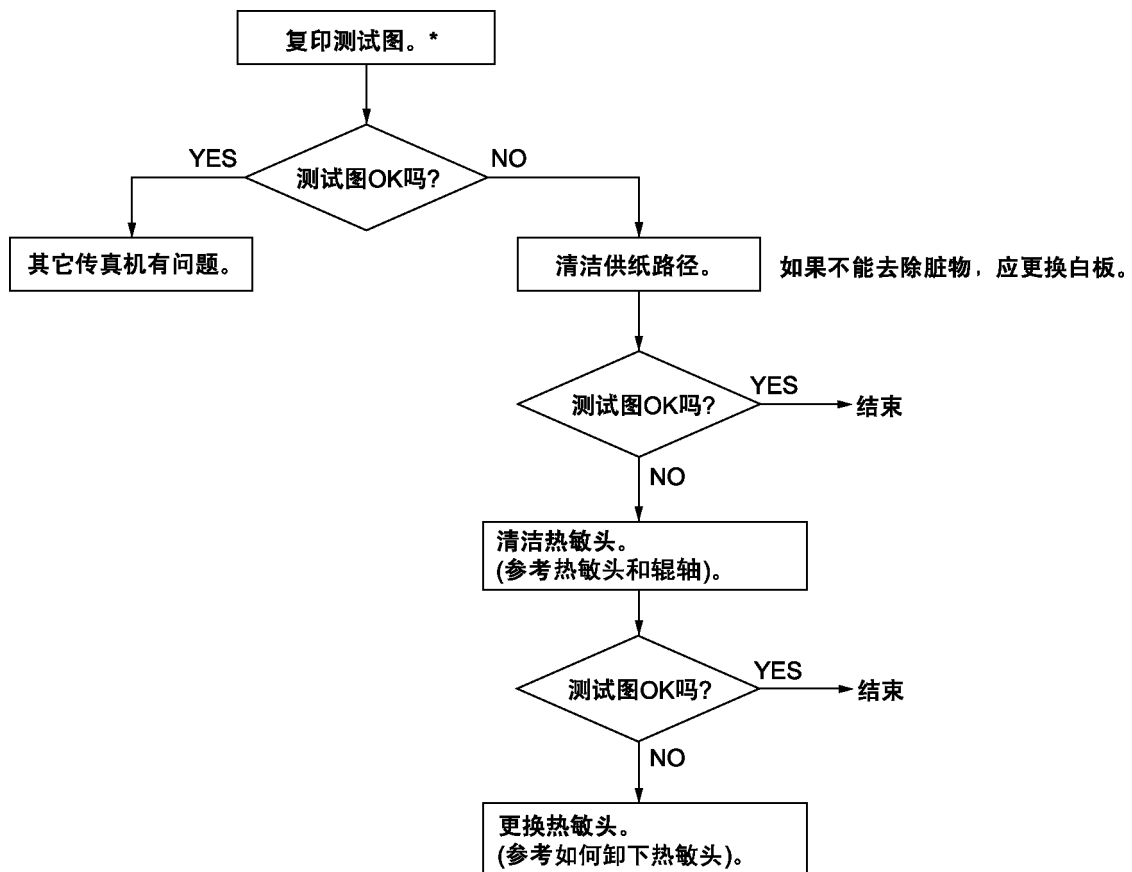 复印测试图。*
YES
NO
测试图OK吗?
其它传真机有问题。
清洁供纸路径。
如果不能去除脏物，应更换白板。
测试图OK吗?
YES
结束
NO
清洁热敏头。
(参考热敏头和辊轴)。
测试图OK吗?
YES
结束
NO
更换热敏头。
(参考如何卸下热敏头)。